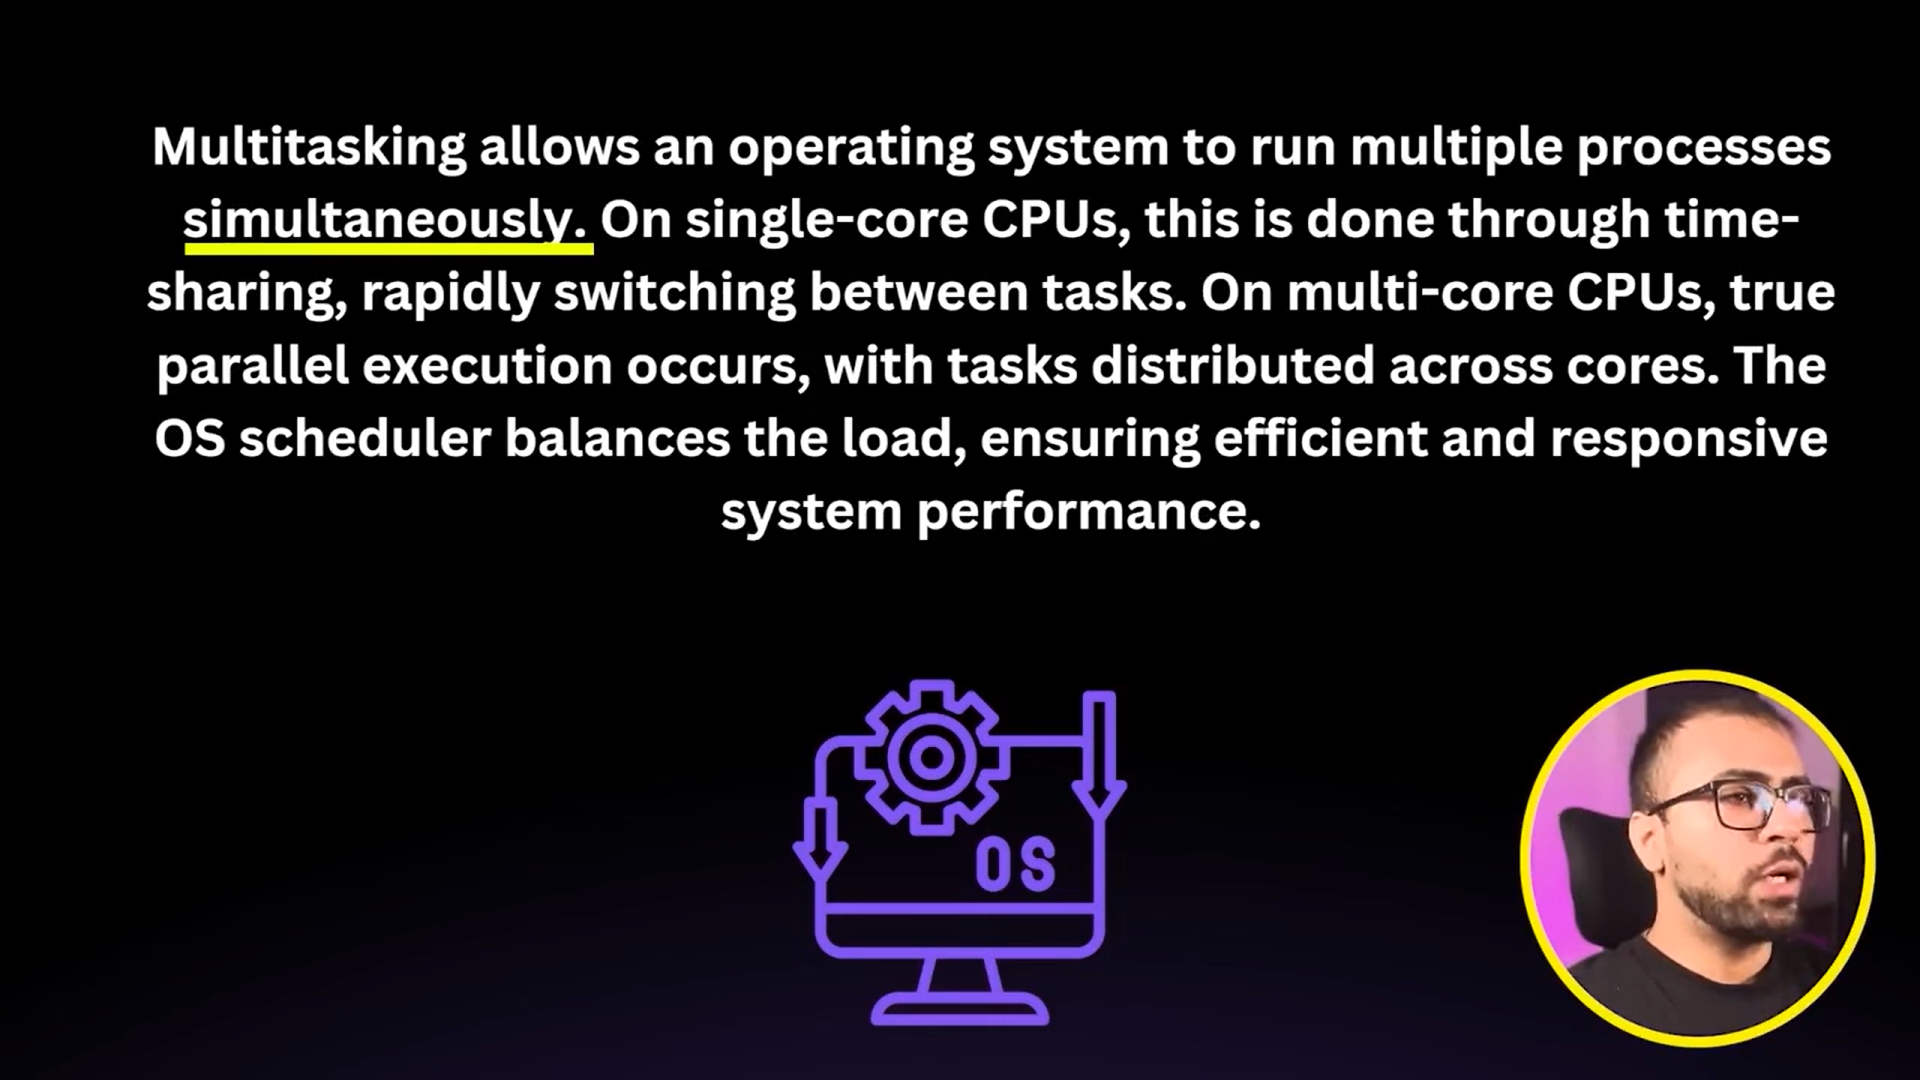 Multitasking allows an operating system to run multiple processes
simultaneously. On single-core CPUs, this is done through time-
sharing, rapidly switching between tasks. On multi-core CPUs, true
parallel execution occurs, with tasks distributed across cores. The
OS scheduler balances the load, ensuring efficient and responsive
system performance.
OS